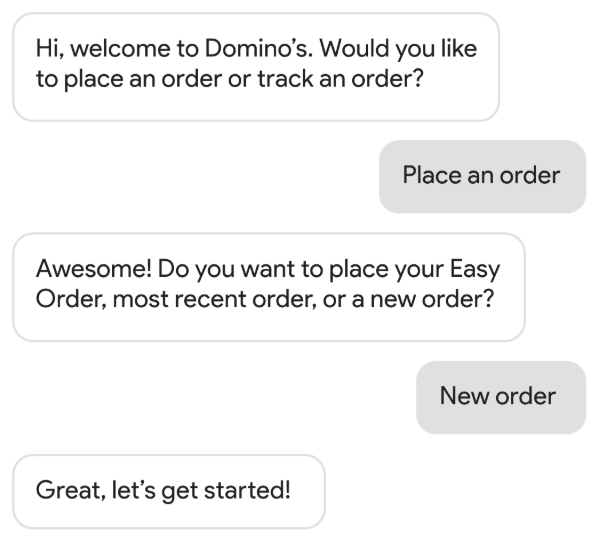 Hi, welcome to Domino’s. Would you like
to place an order or track an order?
Place an order
Awesome! Do you want to place your Easy
Order, most recent order, or a new order?
New order
Great, let’s get started!